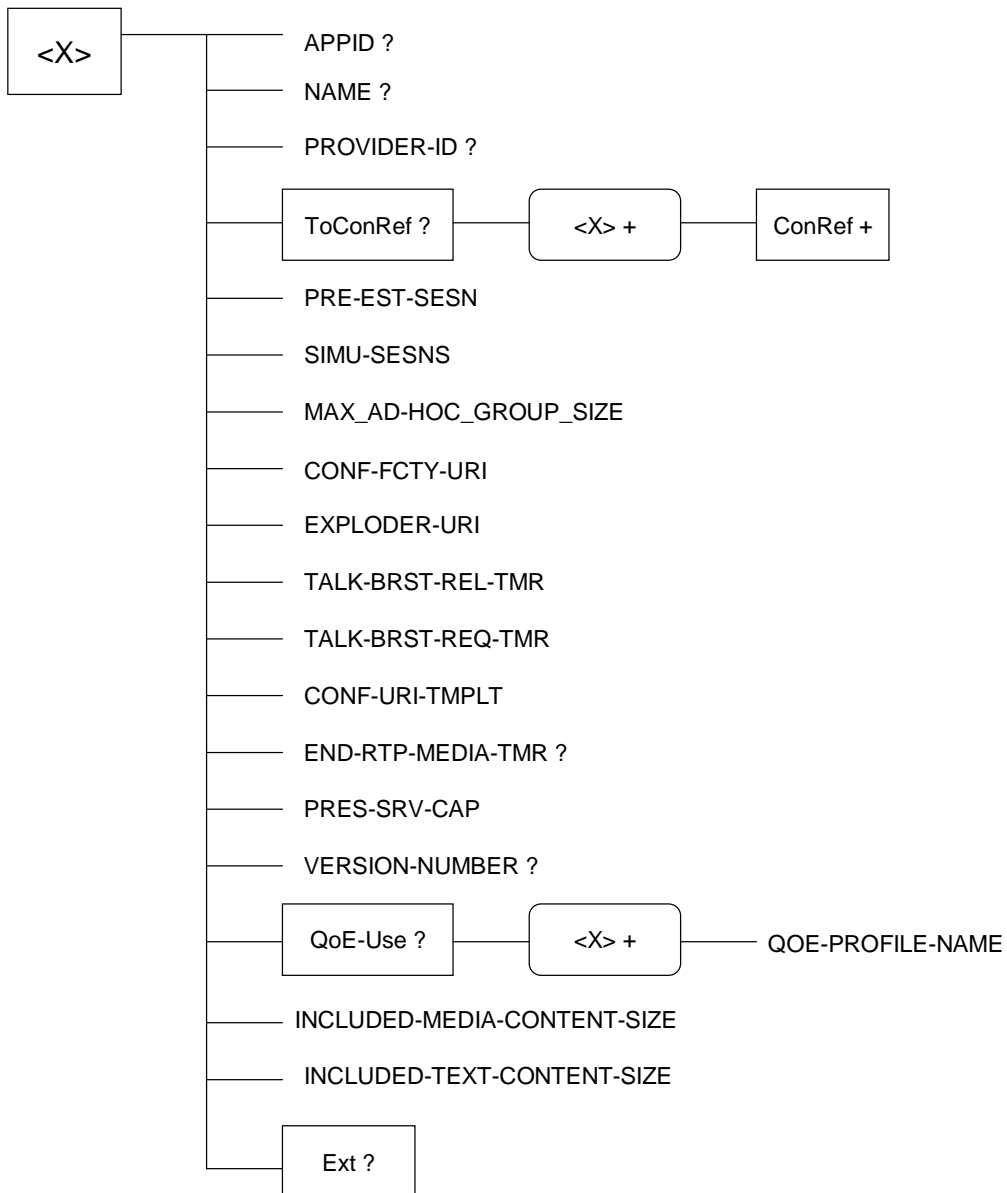 <X>
APPID ?
NAME ?
PROVIDER-ID ?
ToConRef ? <X> + ConRef +
PRE-EST-SESN
SIMU-SESNS
MAX_AD-HOC_GROUP_SIZE
CONF-FCTY-URI
EXPLODER-URI
TALK-BRST-REL-TMR
TALK-BRST-REQ-TMR
CONF-URI-TMPLT
END-RTP-MEDIA-TMR ?
PRES-SRV-CAP
VERSION-NUMBER ?
QoE-Use ? <X> + QOE-PROFILE-NAME
INCLUDED-MEDIA-CONTENT-SIZE
INCLUDED-TEXT-CONTENT-SIZE
Ext ?